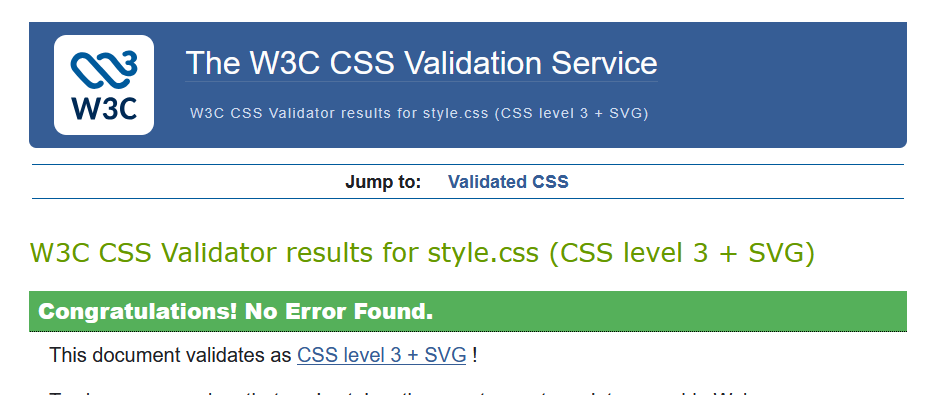 The W3C CSS Validation Service
W3C
W3C CSS Validator results for style.css (CSS level 3 + SVG)
Jump to: Validated CSS
W3C CSS Validator results for style.css (CSS level 3 + SVG)
Congratulations! No Error Found.
This document validates as CSS level 3 + SVG !